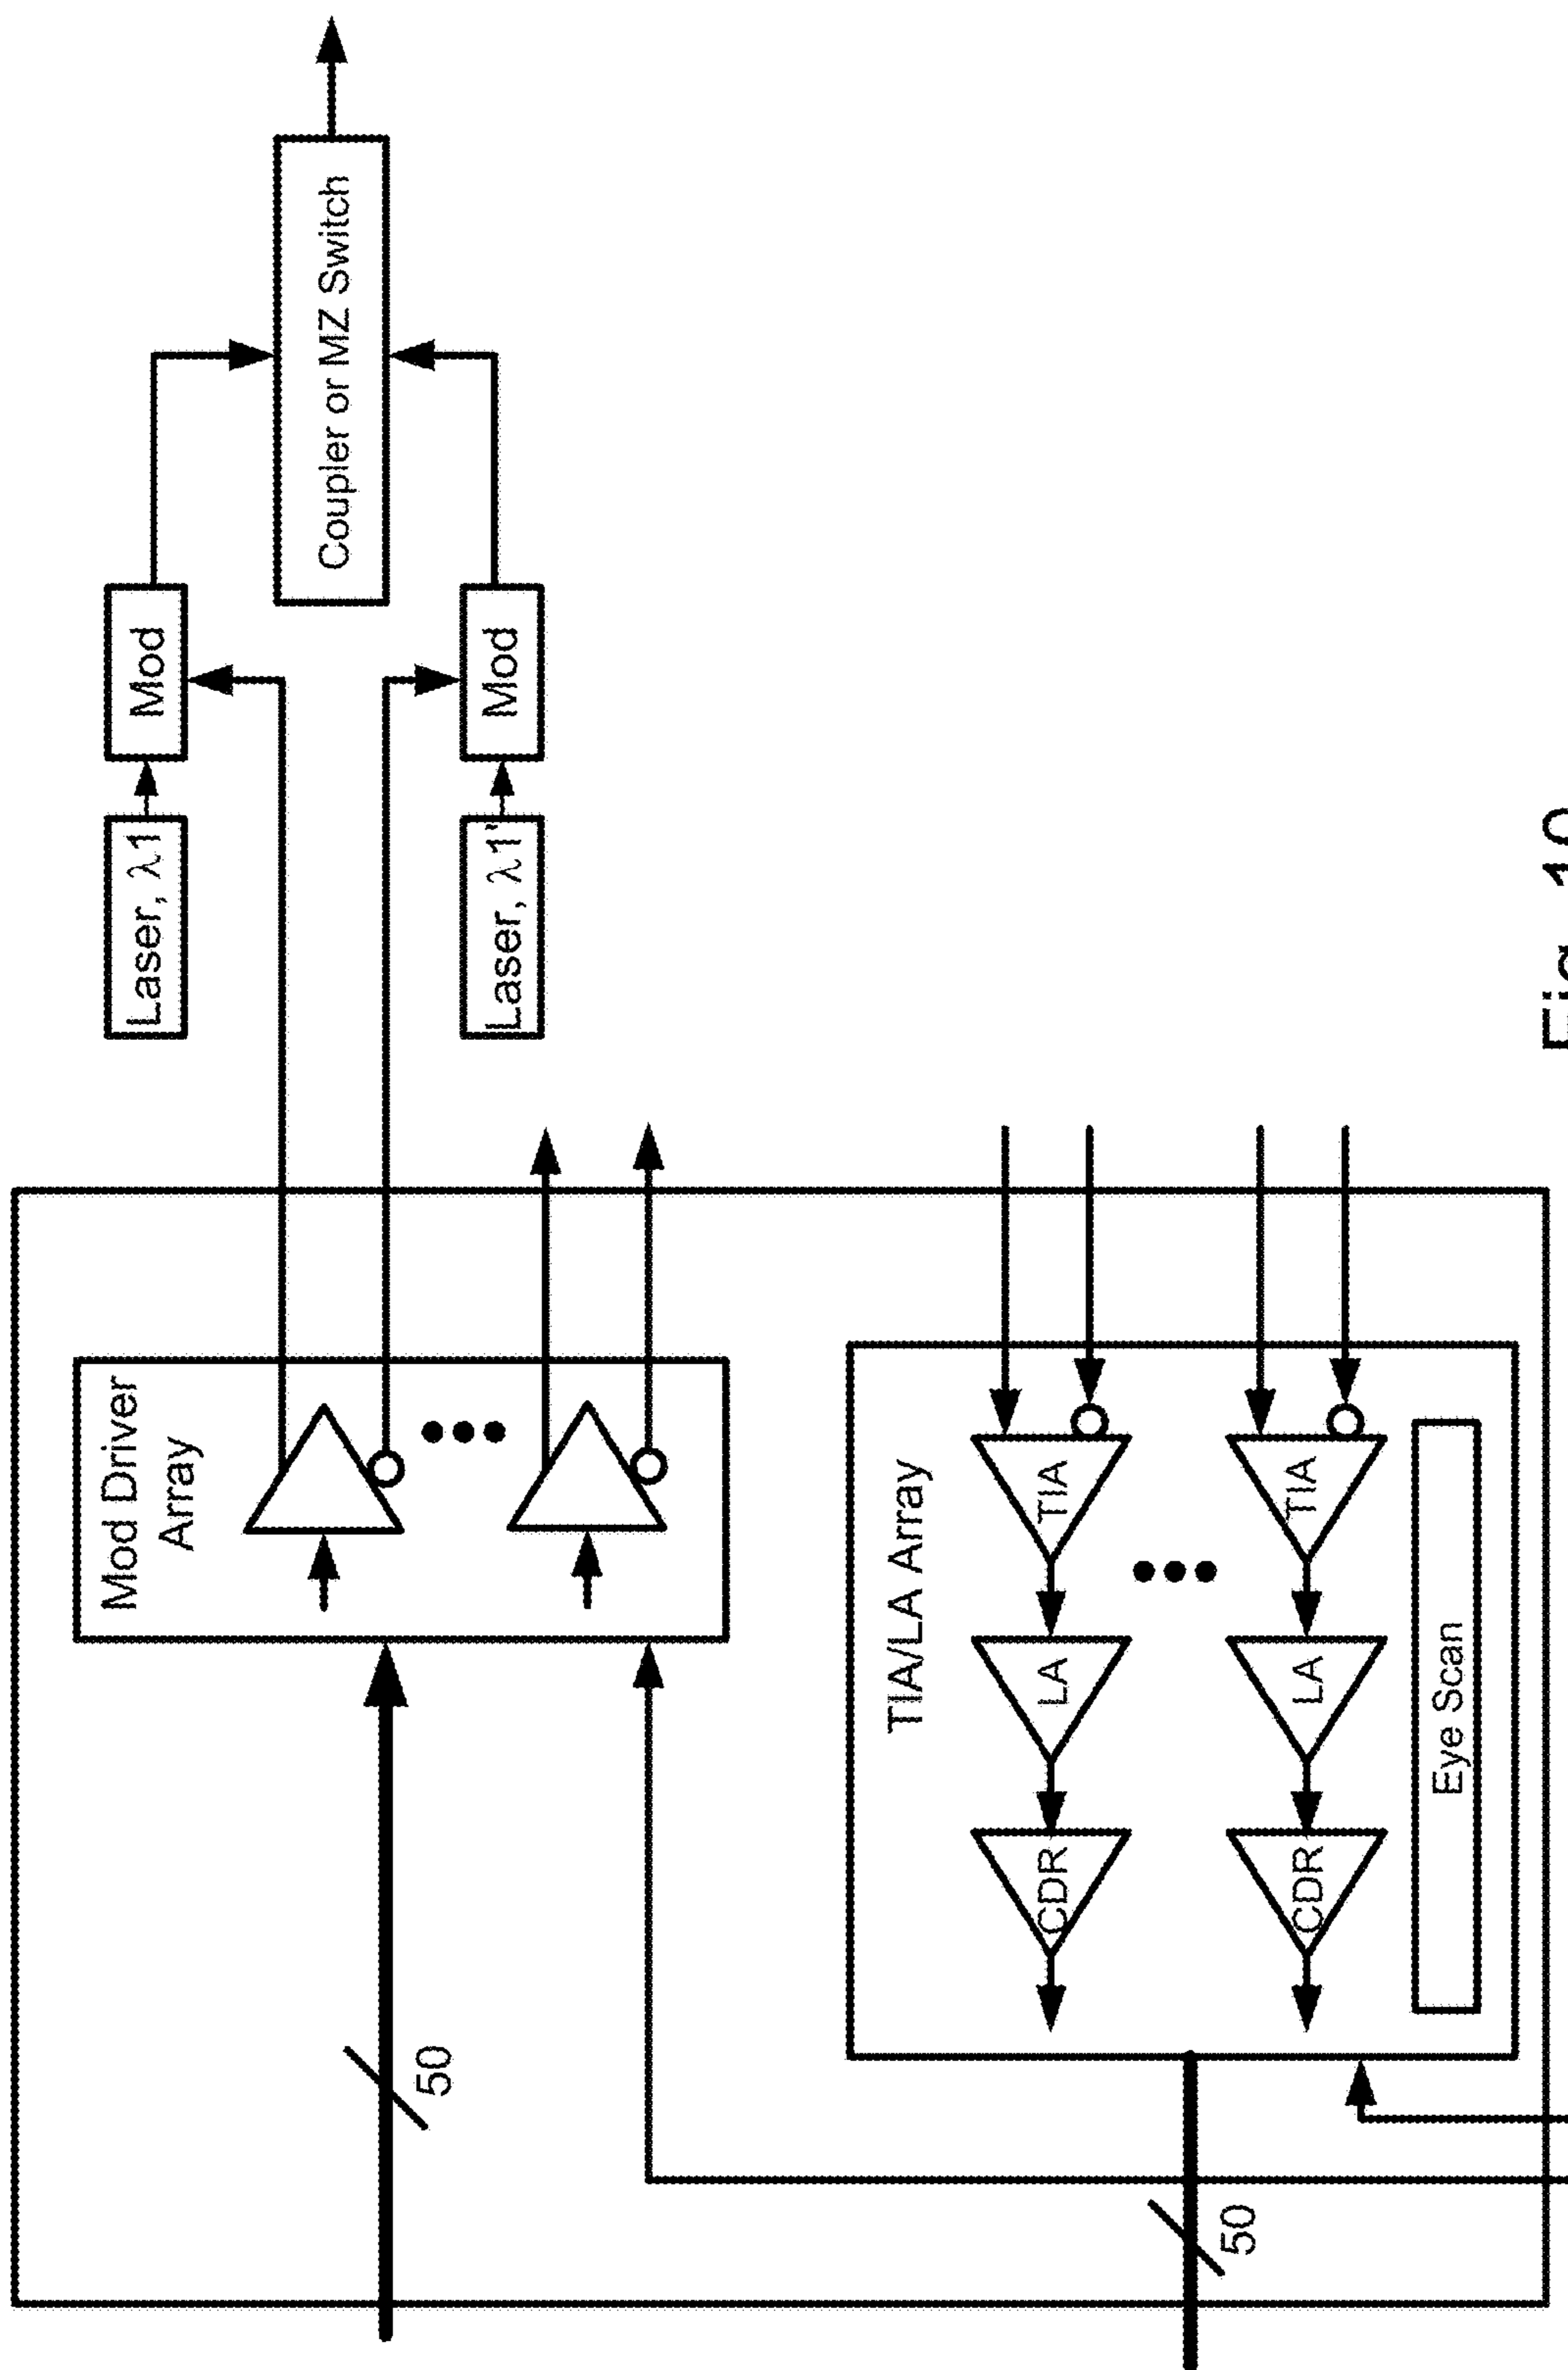 Mod Driver
Array
Laser, λ1
Mod
Coupler or MZ Switch
Laser, λ1'
Mod
50
TIA/LA Array
CDR
LA
TIA
CDR
LA
TIA
Eye Scan
50